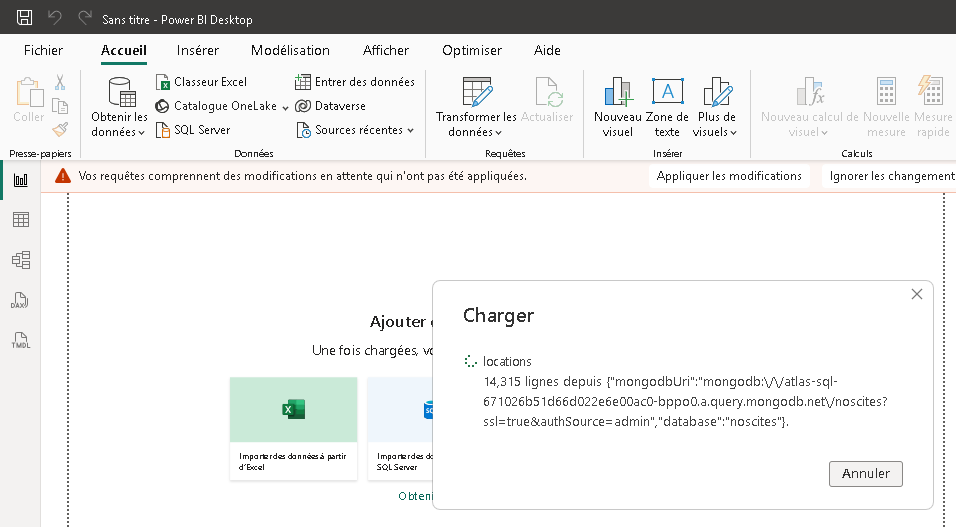 Sans titre - Power BI Desktop
Fichier Accueil Insérer Modélisation Afficher Optimiser Aide
Coller
Presse-papiers
Obtenir les données
Classeur Excel
Catalogue OneLake
SQL Server
Entrer des données
Dataverse
Sources récentes
Données
Transformer les données
Actualiser
Requêtes
Nouveau visuel
Zone de texte
Plus de visuels
Insérer
Nouveau calcul de visuel
Nouvelle mesure
Mesure rapide
Calculs
Vos requêtes comprennent des modifications en attente qui n'ont pas été appliquées.
Appliquer les modifications
Ignorer les changement
DAX
TMDL
Ajouter
Une fois chargées,
Importer des données à partir
d'Excel
Importer des
SQL Server
Obteni
Charger
locations
14,315 lignes depuis {"mongodbUri":"mongodb:\/\/atlas-sql-
671026b51d66d022e6e00ac0-bppo0.a.query.mongodb.net\/noscites?
ssl=true&authSource=admin","database":"noscites"}.
Annuler